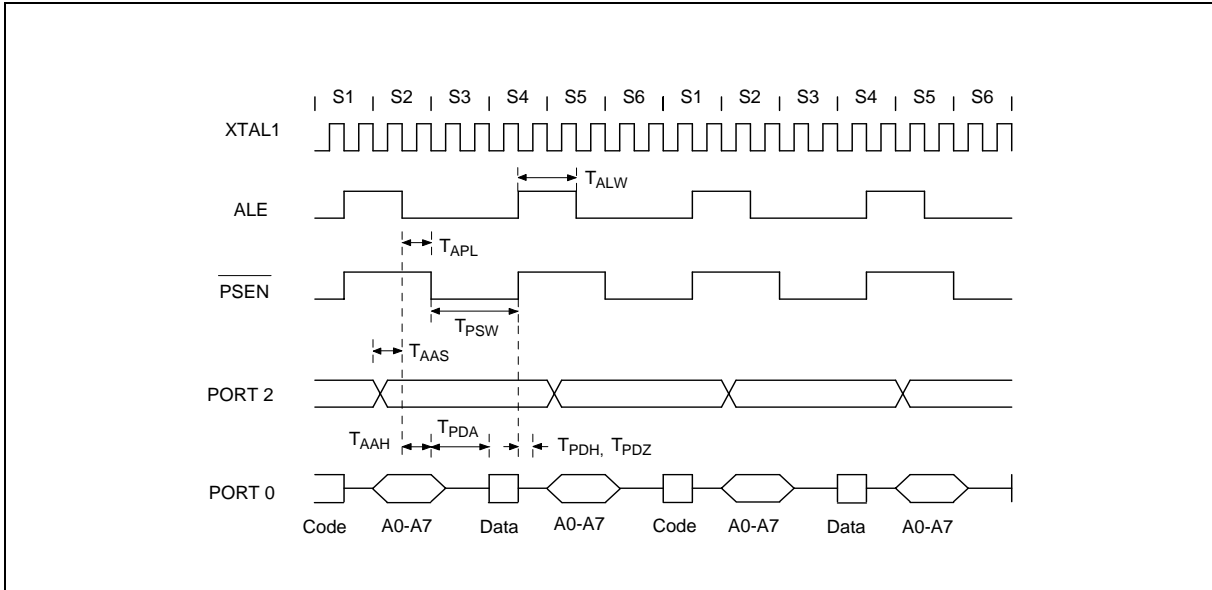 S1 S2 S3 S4 S5 S6 S1 S2 S3 S4 S5 S6
XTAL1
TALW
ALE
TAPL
PSEN
TPSW
TAAS
PORT 2
TAAH TPDA TPDH, TPDZ
PORT 0
Code A0-A7 Data A0-A7 Code A0-A7 Data A0-A7